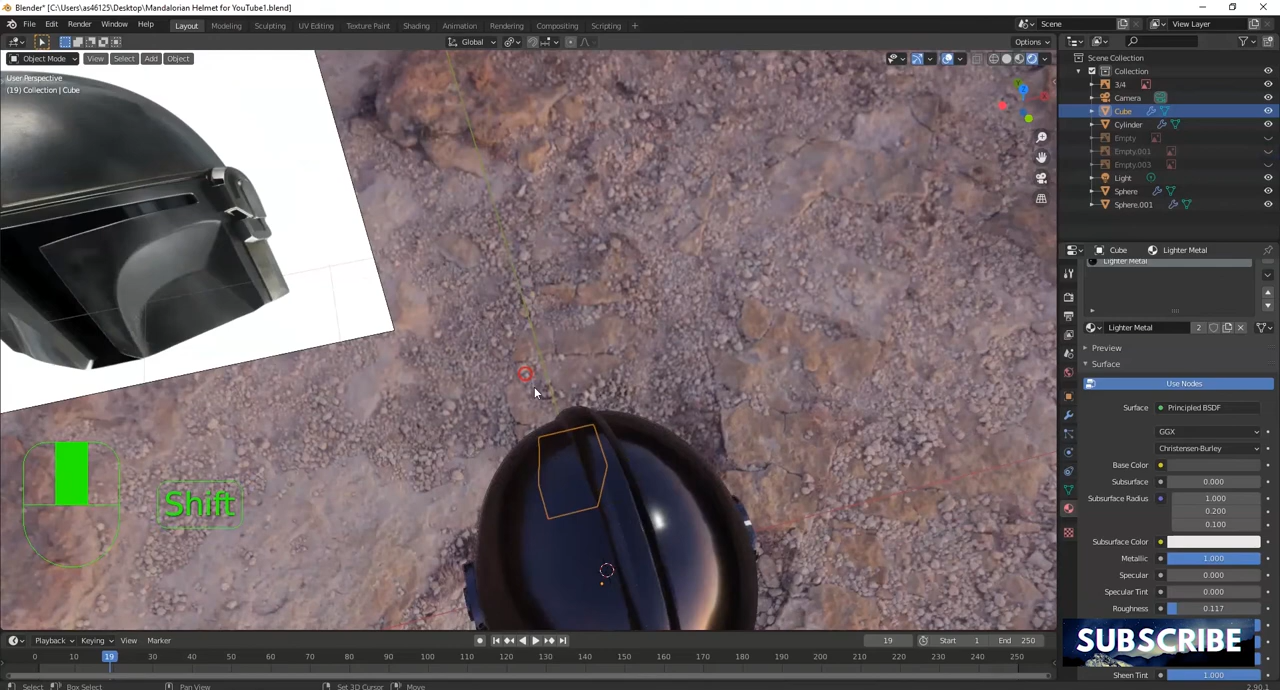 Blender* [C:\Users\as46125\Desktop\Mandalorian Helmet for YouTube1.blend]
File Edit Render Window Help
Layout Modeling Sculpting UV Editing Texture Paint Shading Animation Rendering Compositing Scripting +
Scene View Layer
Global Options
Object Mode View Select Add Object
User Perspective
(19) Collection | Cube
Scene Collection
Collection
3/4
Camera
Cube
Cylinder
Empty
Empty.001
Empty.003
Light
Sphere
Sphere.001
Cube Lighter Metal
Lighter Metal
Lighter Metal 2
Preview
Surface
Use Nodes
Surface Principled BSDF
GGX
Christensen-Burley
Base Color
Subsurface 0.000
Subsurface Radius 1.000
0.200
0.100
Subsurface Color
Metallic 1.000
Specular 0.000
Specular Tint 0.000
Roughness 0.117
Sheen Tint 1.000
Shift
SUBSCRIBE
Playback Keying View Marker 19 Start 1 End 250
0 10 19 30 40 50 60 70 80 90 100 110 120 130 140 150 160 170 180 190 200 210 220 230 240 250
Select Box Select Pan View Set 3D Cursor Move 2.90.1